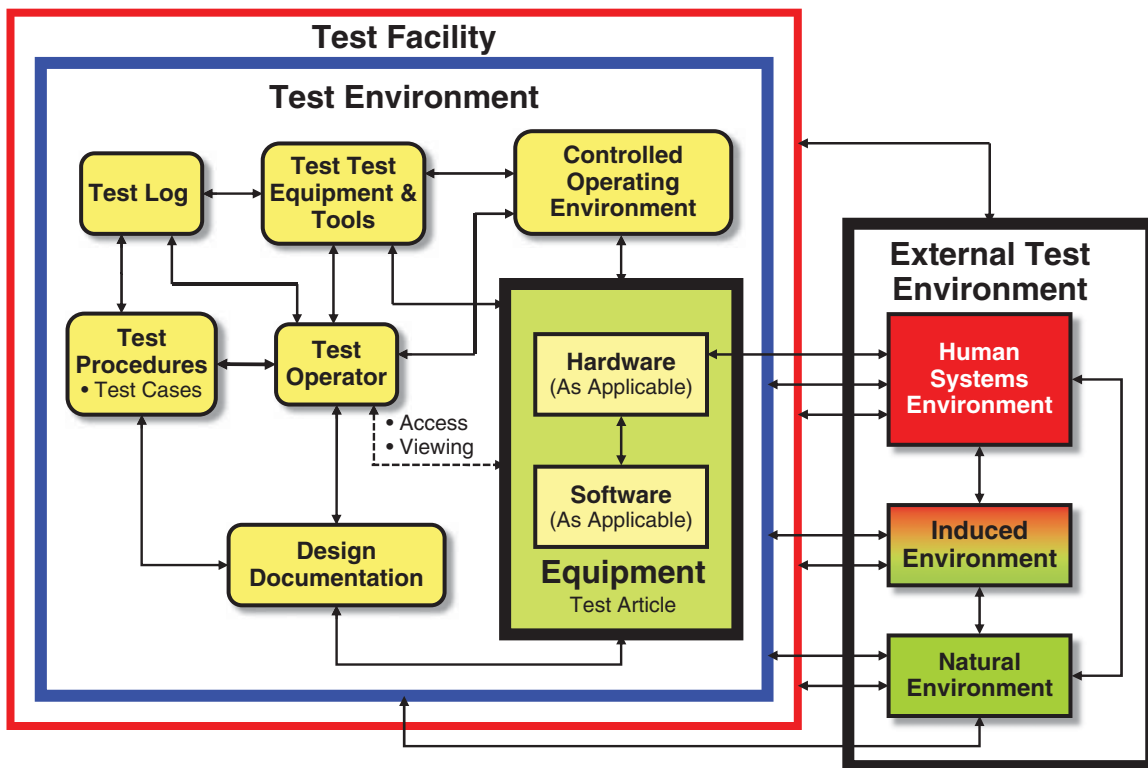 Test Facility
Test Environment
Test Log
Test Test
Equipment &
Tools
Controlled
Operating
Environment
Test
Procedures
• Test Cases
Test
Operator
• Access
• Viewing
Design
Documentation
Hardware
(As Applicable)
Software
(As Applicable)
Equipment
Test Article
External Test
Environment
Human
Systems
Environment
Induced
Environment
Natural
Environment